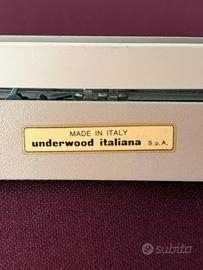 MADE IN ITALY
underwood italiana S.p.A.
subito